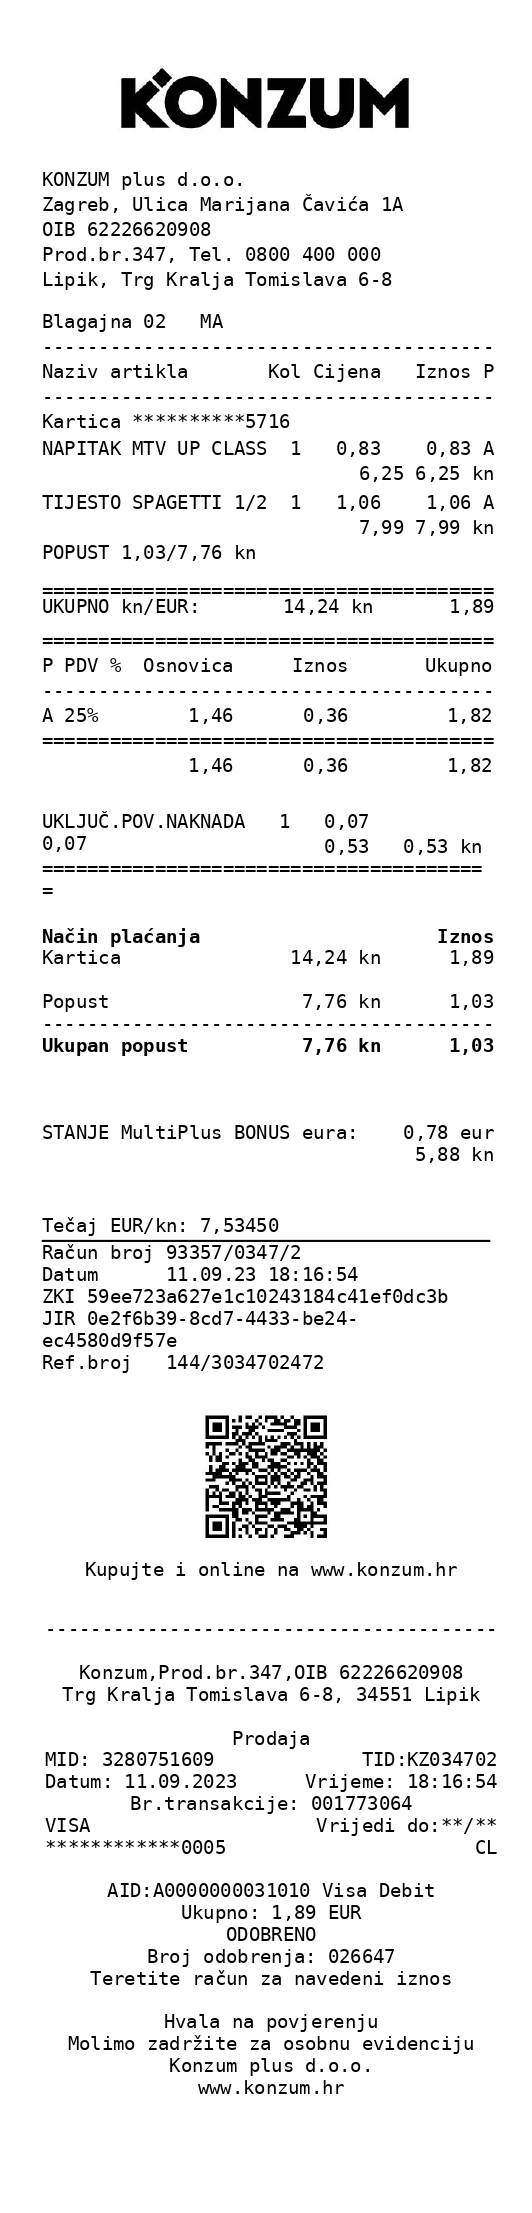 KONZUM
KONZUM plus d.o.o.
Zagreb, Ulica Marijana Čavića 1A
OIB 62226620908
Prod.br.347, Tel. 0800 400 000
Lipik, Trg Kralja Tomislava 6-8
Blagajna 02   MA
----------------------------------------
Naziv artikla       Kol Cijena   Iznos P
----------------------------------------
Kartica **********5716
NAPITAK MTV UP CLASS  1   0,83    0,83 A
6,25 6,25 kn
TIJESTO SPAGETTI 1/2  1   1,06    1,06 A
7,99 7,99 kn
POPUST 1,03/7,76 kn
========================================
UKUPNO kn/EUR:       14,24 kn       1,89
========================================
P PDV %  Osnovica     Iznos       Ukupno
----------------------------------------
A 25%        1,46      0,36         1,82
========================================
1,46      0,36         1,82
UKLJUČ.POV.NAKNADA   1   0,07
0,07                     0,53   0,53 kn
=======================================
=
Način plaćanja                     Iznos
Kartica               14,24 kn      1,89
Popust                 7,76 kn      1,03
----------------------------------------
Ukupan popust          7,76 kn      1,03
STANJE MultiPlus BONUS eura:    0,78 eur
5,88 kn
Tečaj EUR/kn: 7,53450
Račun broj 93357/0347/2
Datum      11.09.23 18:16:54
ZKI 59ee723a627e1c10243184c41ef0dc3b
JIR 0e2f6b39-8cd7-4433-be24-
ec4580d9f57e
Ref.broj   144/3034702472
Kupujte i online na www.konzum.hr
----------------------------------------
Konzum,Prod.br.347,OIB 62226620908
Trg Kralja Tomislava 6-8, 34551 Lipik
Prodaja
MID: 3280751609             TID:KZ034702
Datum: 11.09.2023      Vrijeme: 18:16:54
Br.transakcije: 001773064
VISA                    Vrijedi do:**/**
************0005                      CL
AID:A0000000031010 Visa Debit
Ukupno: 1,89 EUR
ODOBRENO
Broj odobrenja: 026647
Teretite račun za navedeni iznos
Hvala na povjerenju
Molimo zadržite za osobnu evidenciju
Konzum plus d.o.o.
www.konzum.hr